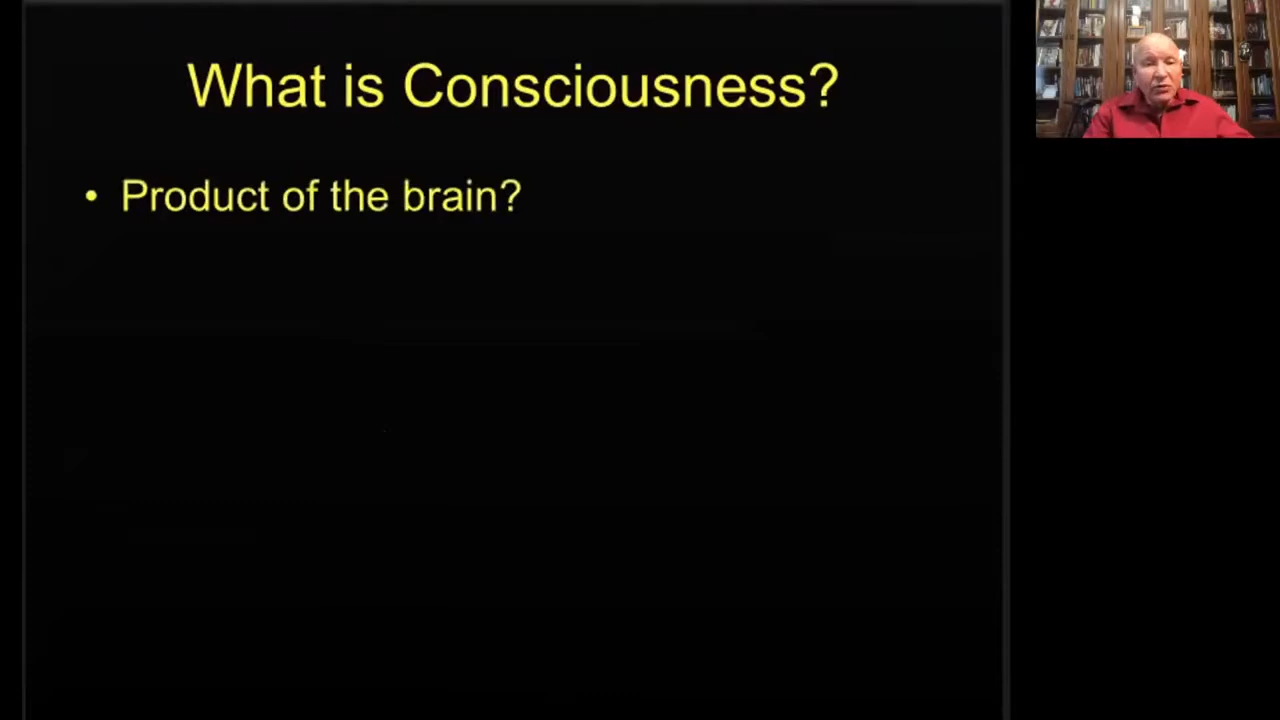 What is Consciousness?
• Product of the brain?